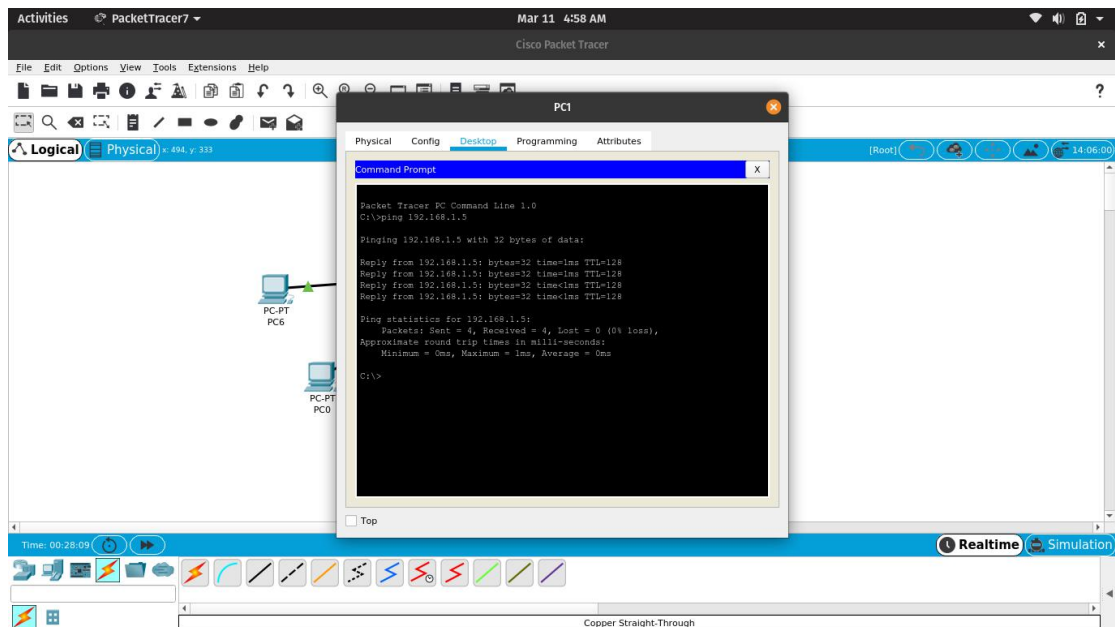 Activities PacketTracer7 Mar 11 4:58 AM
Cisco Packet Tracer x
File Edit Options View Tools Extensions Help
?
PC1
Physical Config Desktop Programming Attributes
Logical Physical x: 494, y: 333 [Root] 14:06:00
Command Prompt X
Packet Tracer PC Command Line 1.0
C:\>ping 192.168.1.5
Pinging 192.168.1.5 with 32 bytes of data:
Reply from 192.168.1.5: bytes=32 time=1ms TTL=128
Reply from 192.168.1.5: bytes=32 time=1ms TTL=128
Reply from 192.168.1.5: bytes=32 time<1ms TTL=128
Reply from 192.168.1.5: bytes=32 time<1ms TTL=128
Ping statistics for 192.168.1.5:
Packets: Sent = 4, Received = 4, Lost = 0 (0% loss),
Approximate round trip times in milli-seconds:
Minimum = 0ms, Maximum = 1ms, Average = 0ms
C:\>
PC-PT
PC6
PC-PT
PC0
Top
Time: 00:28:09 Realtime Simulation
Copper Straight-Through